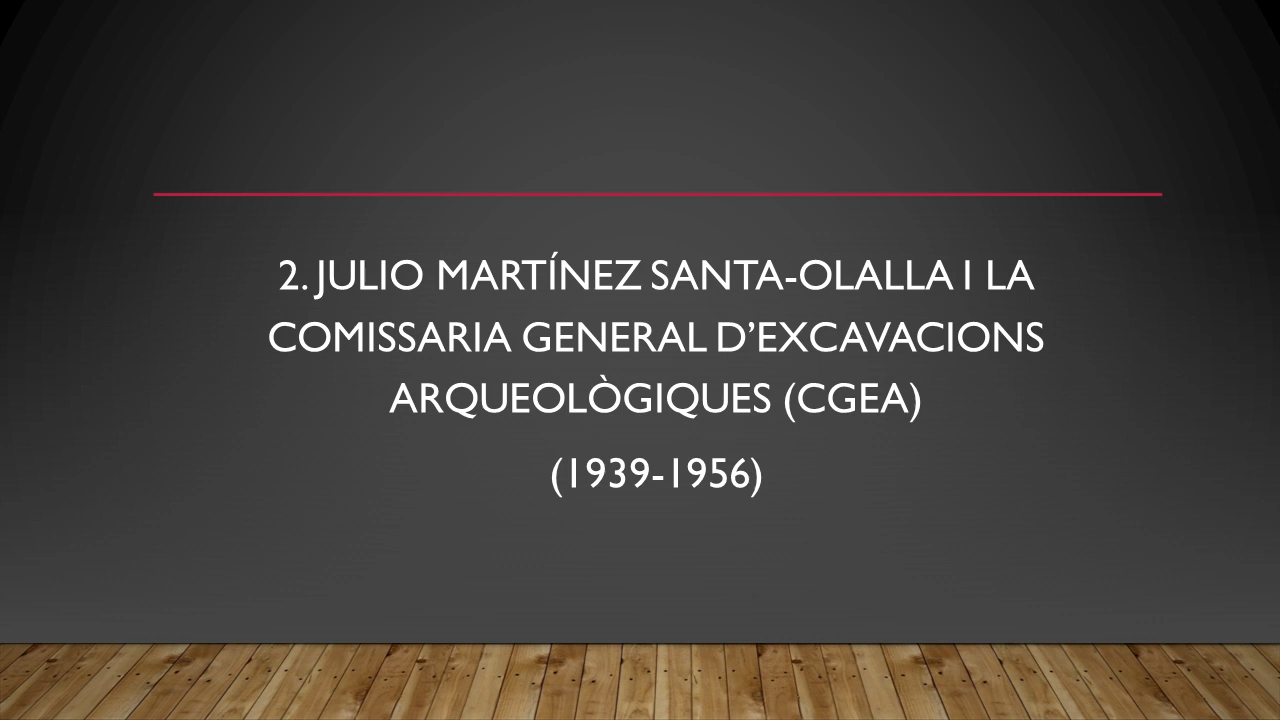 2. JULIO MARTÍNEZ SANTA-OLALLA I LA
COMISSARIA GENERAL D’EXCAVACIONS
ARQUEOLÒGIQUES (CGEA)
(1939-1956)